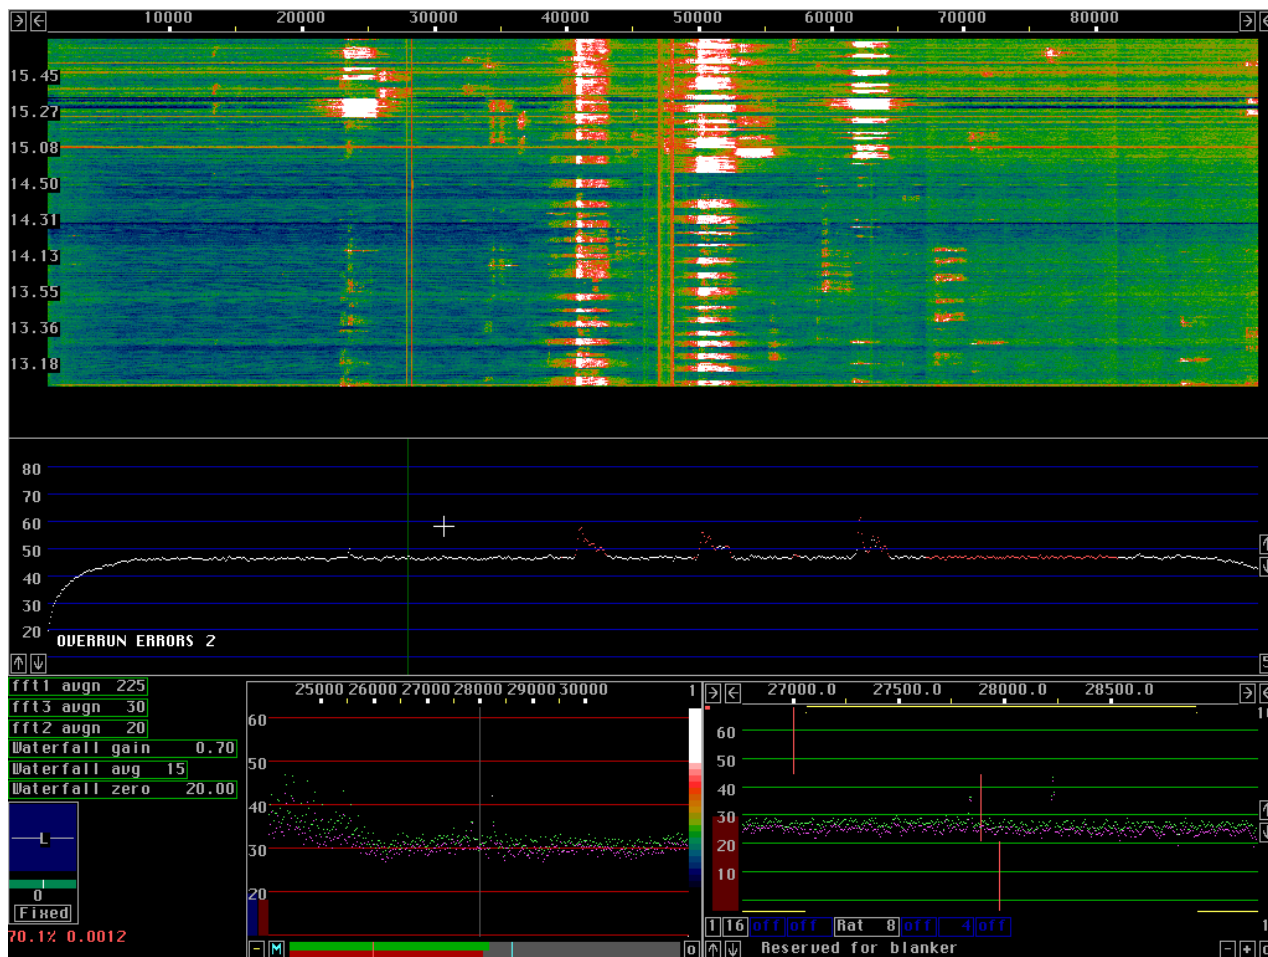 10000 20000 30000 40000 50000 60000 70000 80000
15.45
15.27
15.08
14.50
14.31
14.13
13.55
13.36
13.18
80
70
60
50
40
30
20
OVERRUN ERRORS 2
fft1 avgn 225
fft3 avgn 30
fft2 avgn 20
Waterfall gain 0.70
Waterfall avg 15
Waterfall zero 20.00
L
0
Fixed
70.1% 0.0012
25000 26000 27000 28000 29000 30000 1
60
50
40
30
20
- M o
27000.0 27500.0 28000.0 28500.0
60
50
40
30
20
10
1 16 off off Rat 8 off 4 off 1
Reserved for blanker - +